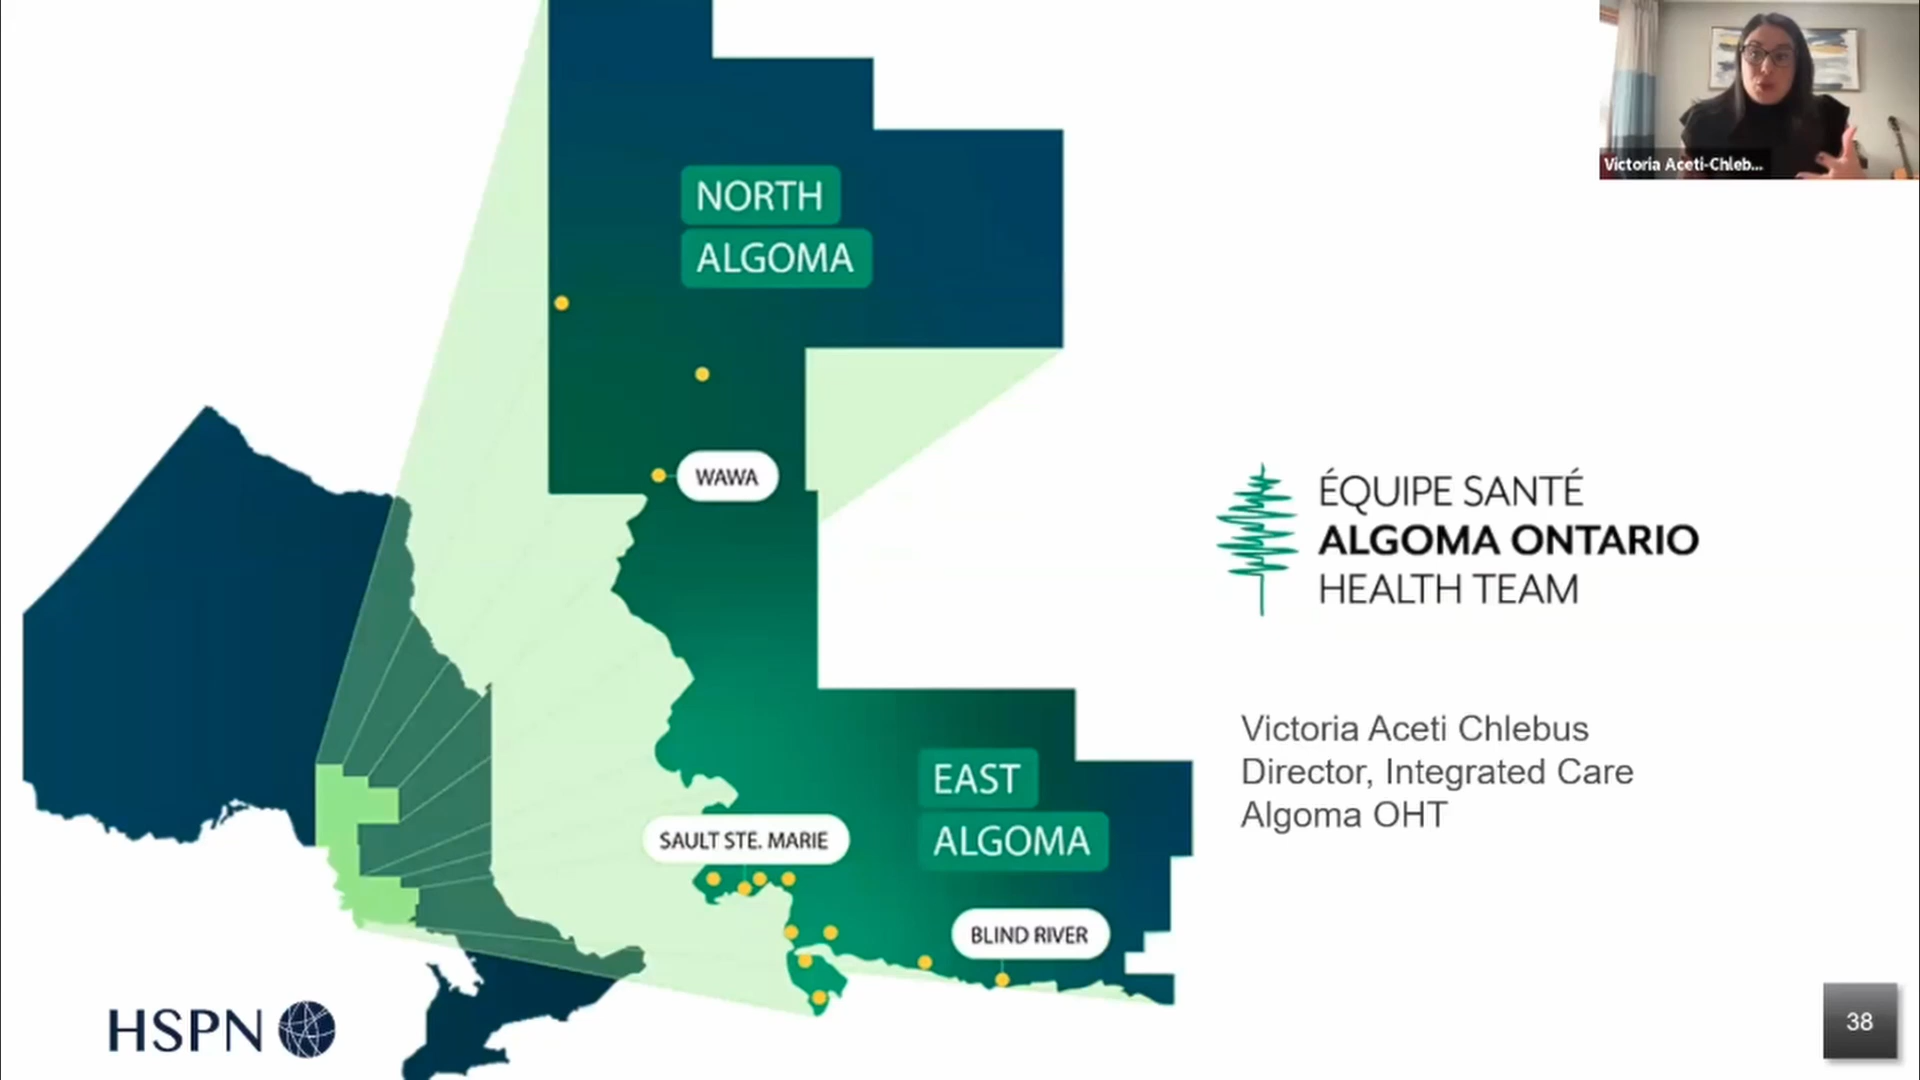 Victoria Aceti-Chleb...
NORTH
ALGOMA
WAWA
SAULT STE. MARIE
EAST
ALGOMA
BLIND RIVER
ÉQUIPE SANTÉ
ALGOMA ONTARIO
HEALTH TEAM
Victoria Aceti Chlebus
Director, Integrated Care
Algoma OHT
HSPN
38